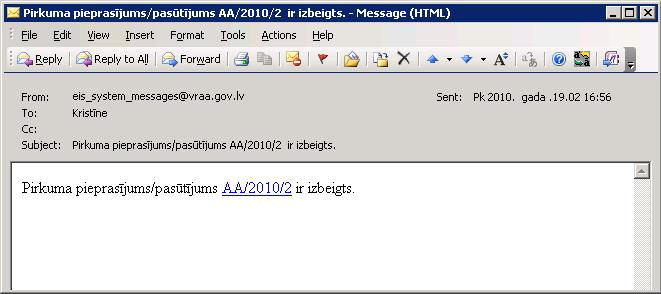 Pirkuma pieprasījums/pasūtījums AA/2010/2 ir izbeigts. - Message (HTML)
File Edit View Insert Format Tools Actions Help
Reply Reply to All Forward
From: eis_system_messages@vraa.gov.lv Sent: Pk 2010. gada .19.02 16:56
To: Kristīne
Cc:
Subject: Pirkuma pieprasījums/pasūtījums AA/2010/2 ir izbeigts.
Pirkuma pieprasījums/pasūtījums AA/2010/2 ir izbeigts.